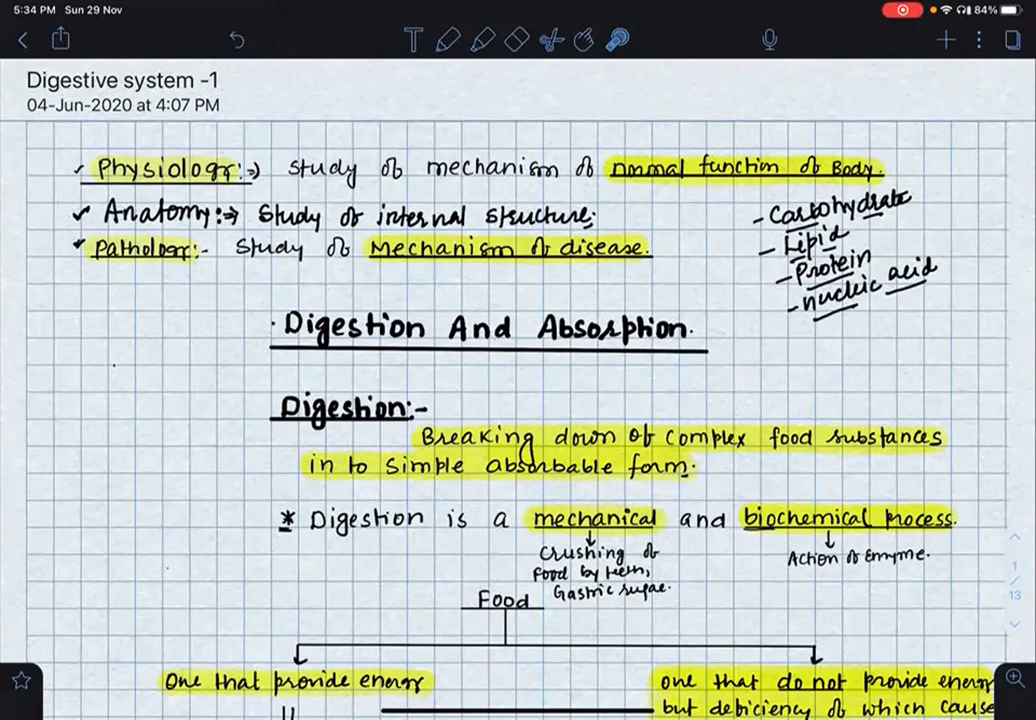 5:34 PM Sun 29 Nov
84%
Digestive system -1
04-Jun-2020 at 4:07 PM
Physiology :⇒ study of mechanism of normal function of Body.
Anatomy :⇒ study of internal structure;
Pathology :- study of Mechanism of disease.
- Carbohydrate
- Lipid
- Protein
- nucleic acid
Digestion And Absorption.
Digestion:-
Breaking down of complex food substances
in to simple absorbable form.
* Digestion is a mechanical and biochemical process.
Crushing of
Food by teeth,
Gastric rugae.
Action of Enzyme.
Food
One that provide energy
one that do not provide energy
but deficiency of which cause
1
/
13